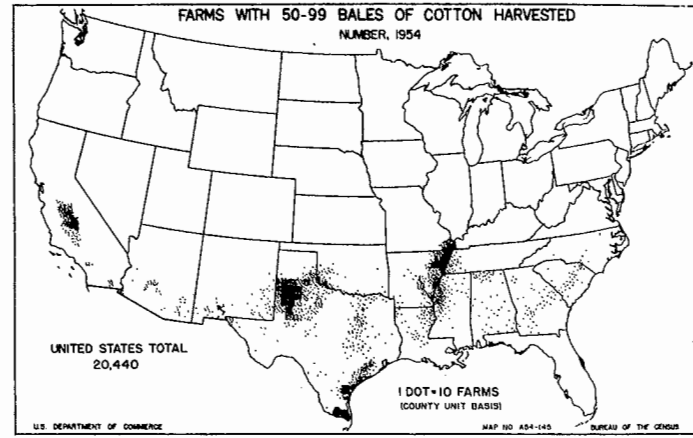 FARMS WITH 50-99 BALES OF COTTON HARVESTED
NUMBER, 1954
UNITED STATES TOTAL
20,440
1 DOT=10 FARMS
(COUNTY UNIT BASIS)
U.S. DEPARTMENT OF COMMERCE
MAP NO A54-145
BUREAU OF THE CENSUS